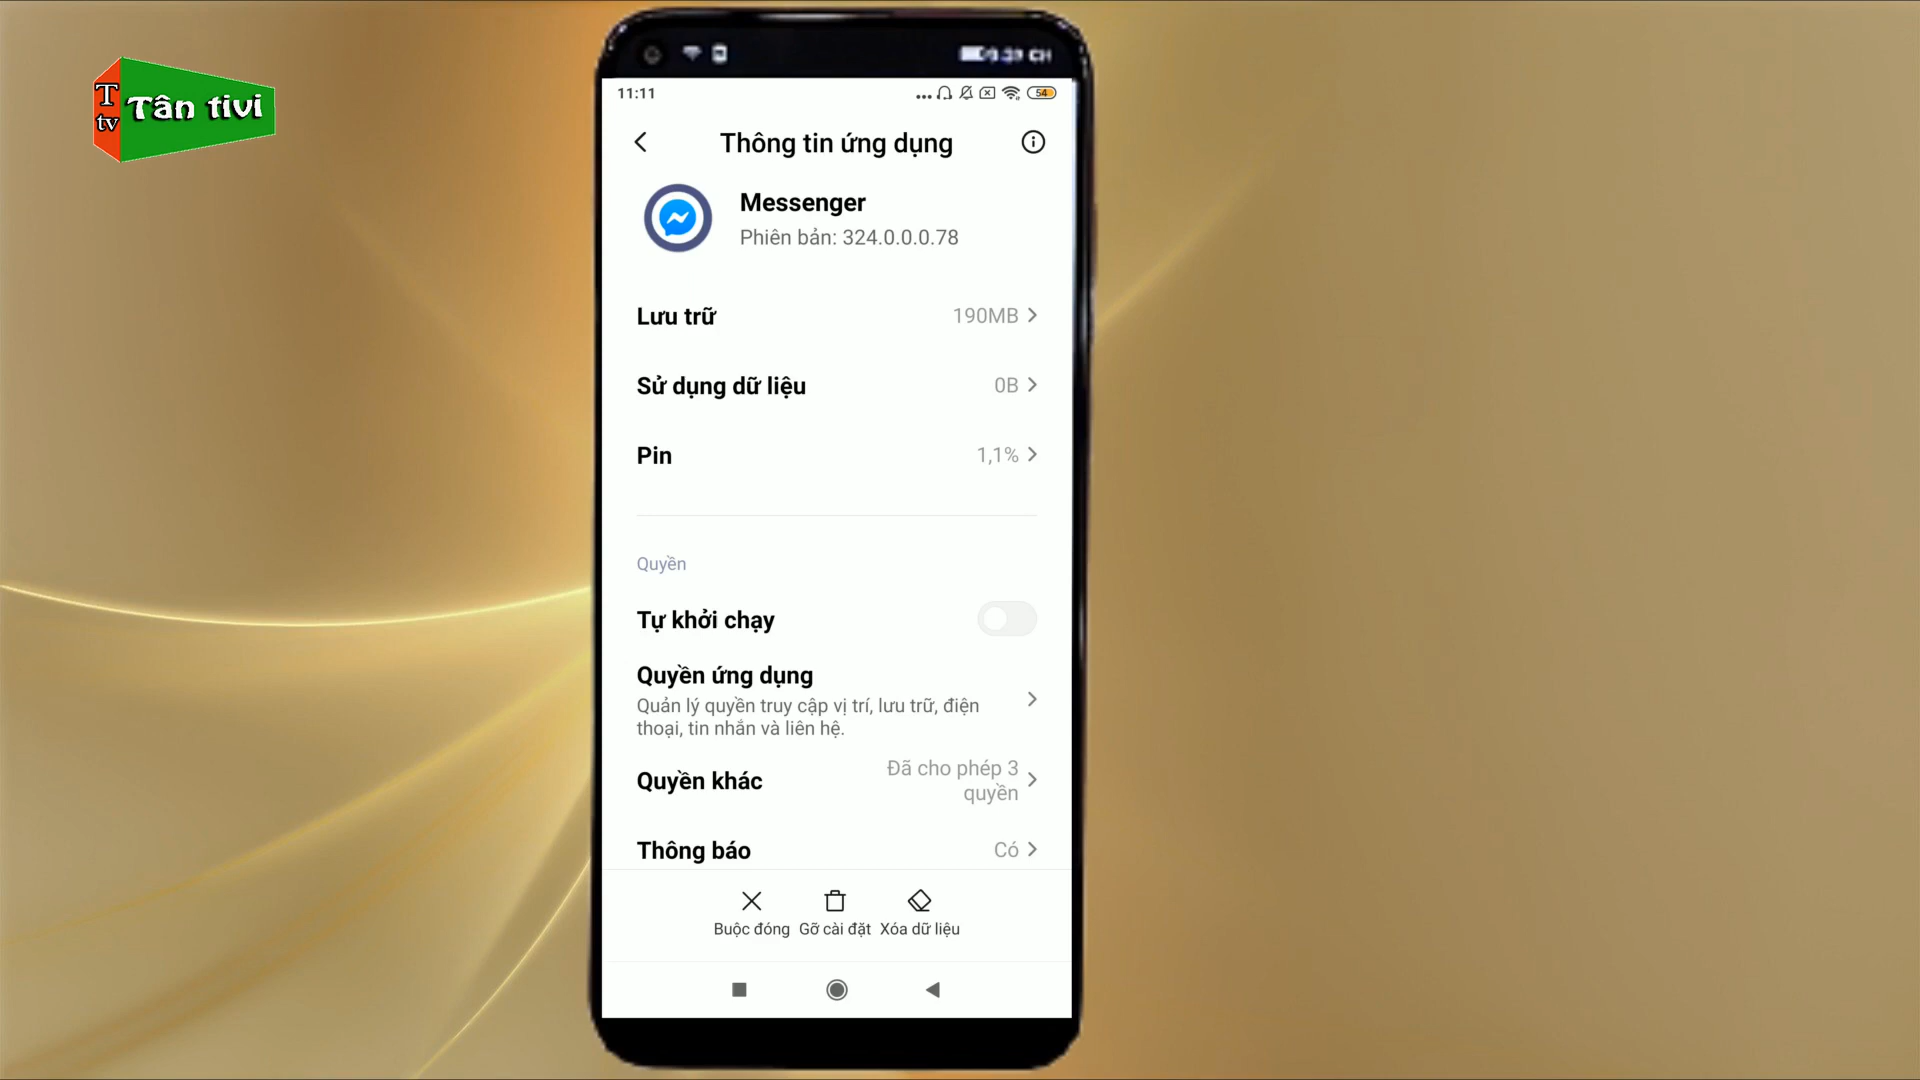 T
tv
Tân tivi
11:11
54
Thông tin ứng dụng
Messenger
Phiên bản: 324.0.0.0.78
Lưu trữ
190MB
Sử dụng dữ liệu
0B
Pin
1,1%
Quyền
Tự khởi chạy
Quyền ứng dụng
Quản lý quyền truy cập vị trí, lưu trữ, điện
thoại, tin nhắn và liên hệ.
Quyền khác
Đã cho phép 3
quyền
Thông báo
Có
Buộc đóng
Gỡ cài đặt
Xóa dữ liệu